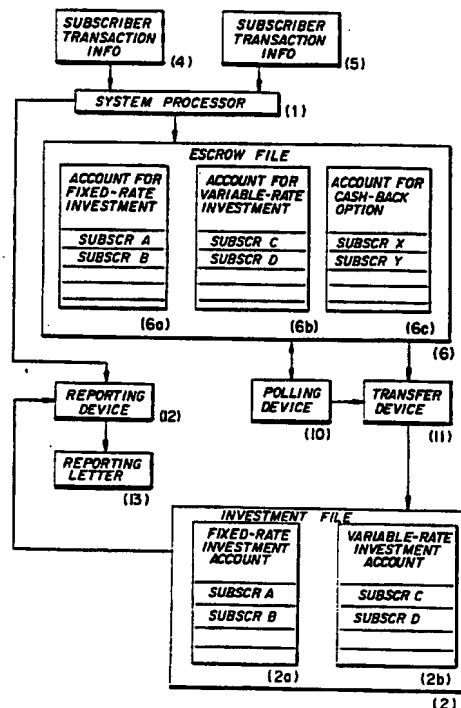 SUBSCRIBER
TRANSACTION
INFO
(4)
SUBSCRIBER
TRANSACTION
INFO
(5)
SYSTEM PROCESSOR
(1)
ESCROW FILE
ACCOUNT FOR
FIXED-RATE
INVESTMENT
SUBSCR A
SUBSCR B
(6a)
ACCOUNT FOR
VARIABLE-RATE
INVESTMENT
SUBSCR C
SUBSCR D
(6b)
ACCOUNT FOR
CASH-BACK
OPTION
SUBSCR X
SUBSCR Y
(6c)
(6)
REPORTING
DEVICE
(12)
POLLING
DEVICE
(10)
TRANSFER
DEVICE
(11)
REPORTING
LETTER
(13)
INVESTMENT FILE
FIXED-RATE
INVESTMENT
ACCOUNT
SUBSCR A
SUBSCR B
(2a)
VARIABLE-RATE
INVESTMENT
ACCOUNT
SUBSCR C
SUBSCR D
(2b)
(2)